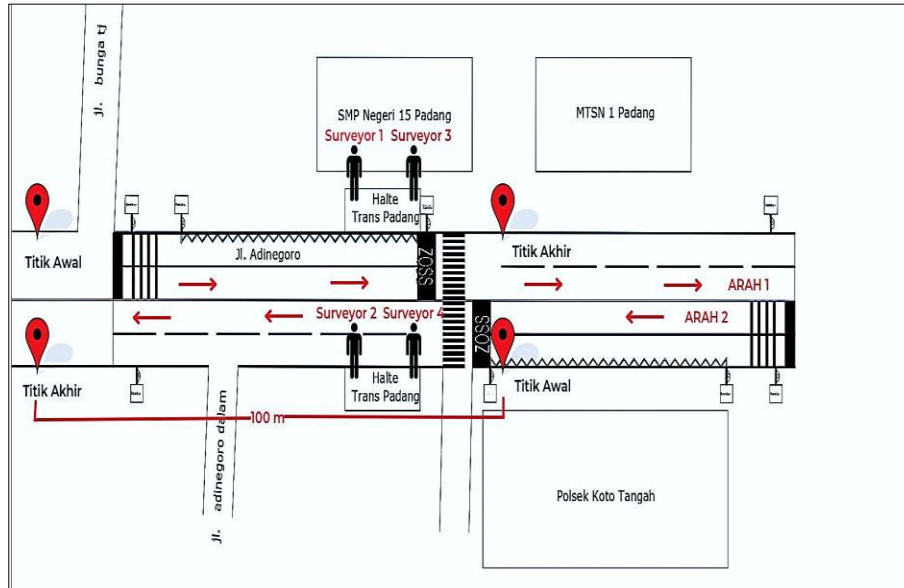 jl. bunga tj
SMP Negeri 15 Padang
MTSN 1 Padang
Surveyor 1 Surveyor 3
Halte
Trans Padang
Titik Awal
Jl. Adinegoro
ZOSS
Titik Akhir
ARAH 1
Surveyor 2 Surveyor 4
ZOSS
ARAH 2
Titik Akhir
Halte
Trans Padang
Titik Awal
100 m
jl. adinegoro dalam
Polsek Koto Tangah